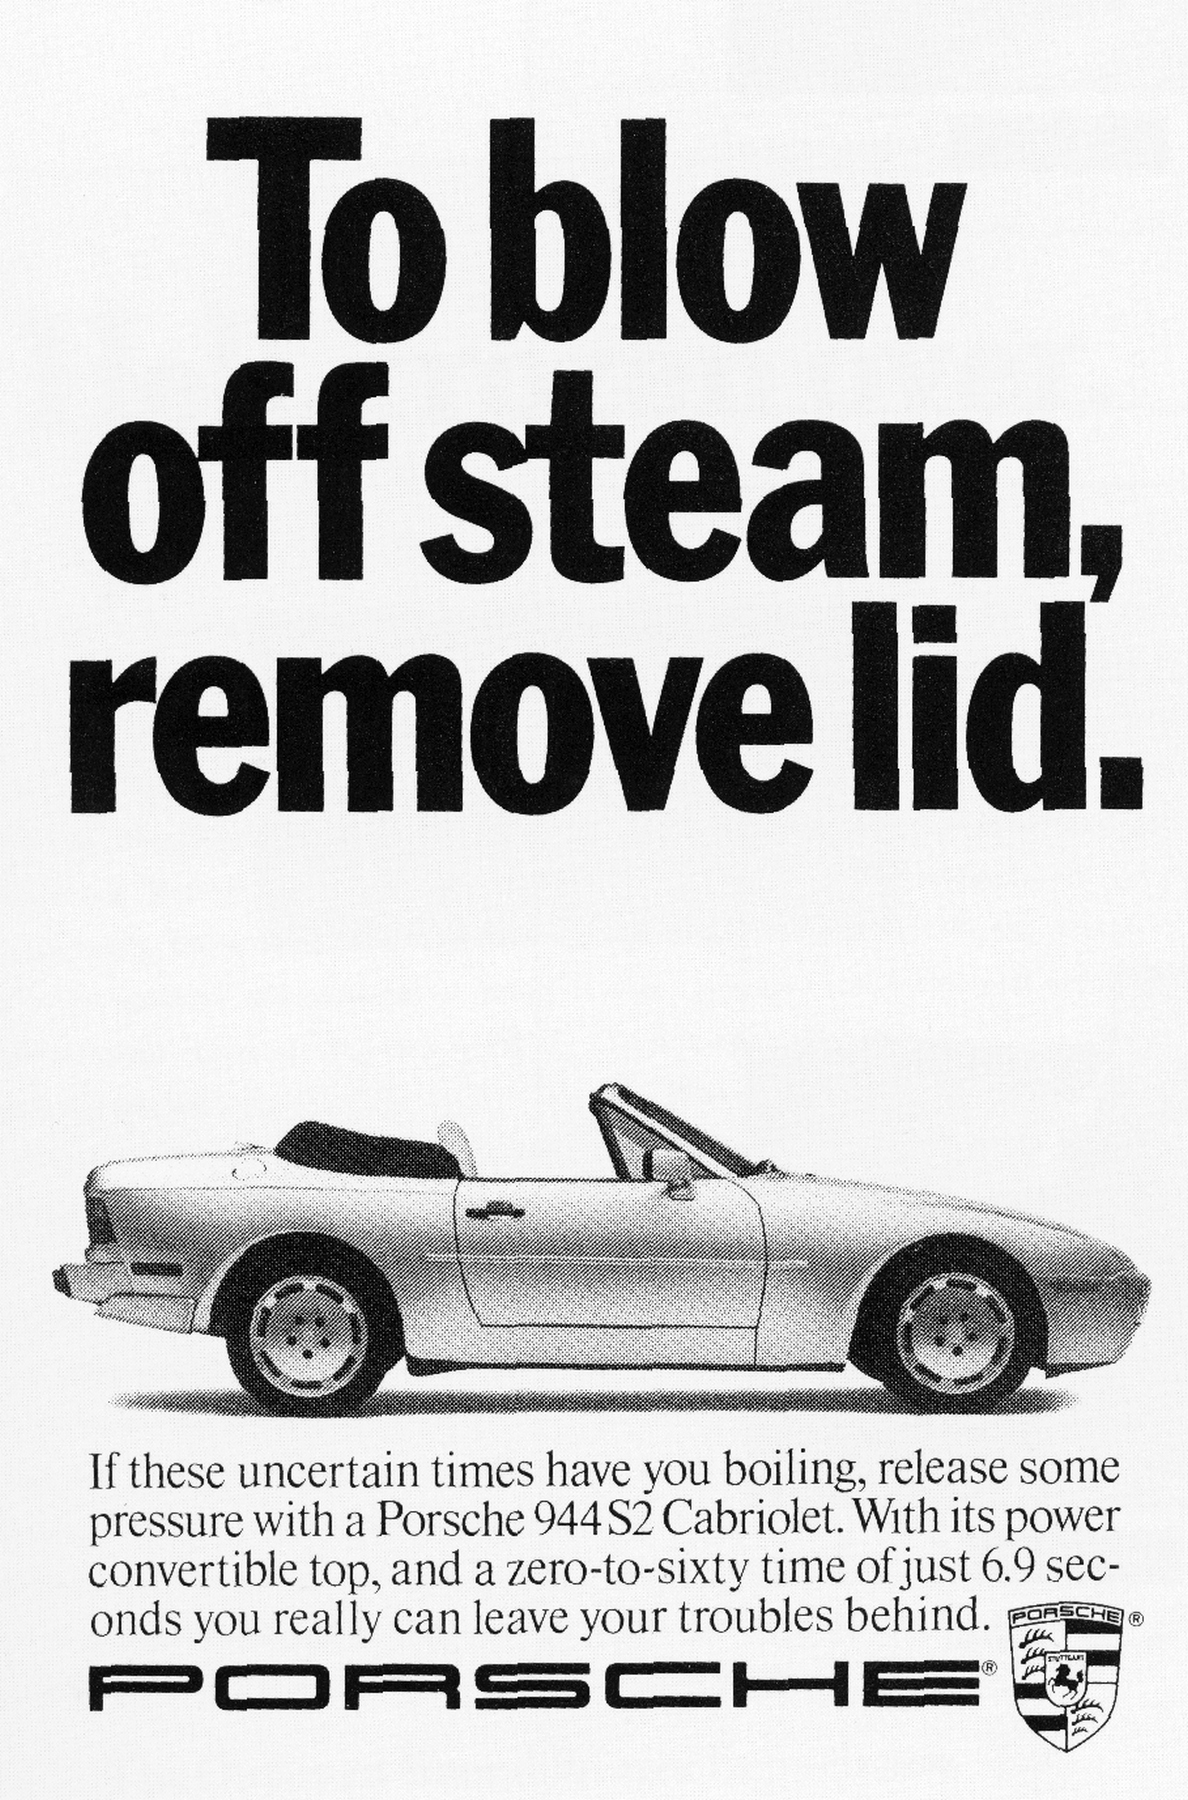 To blow
off steam,
remove lid.
If these uncertain times have you boiling, release some
pressure with a Porsche 944 S2 Cabriolet. With its power
convertible top, and a zero-to-sixty time of just 6.9 sec-
onds you really can leave your troubles behind.
PORSCHE®
PORSCHE ®
STUTTGART